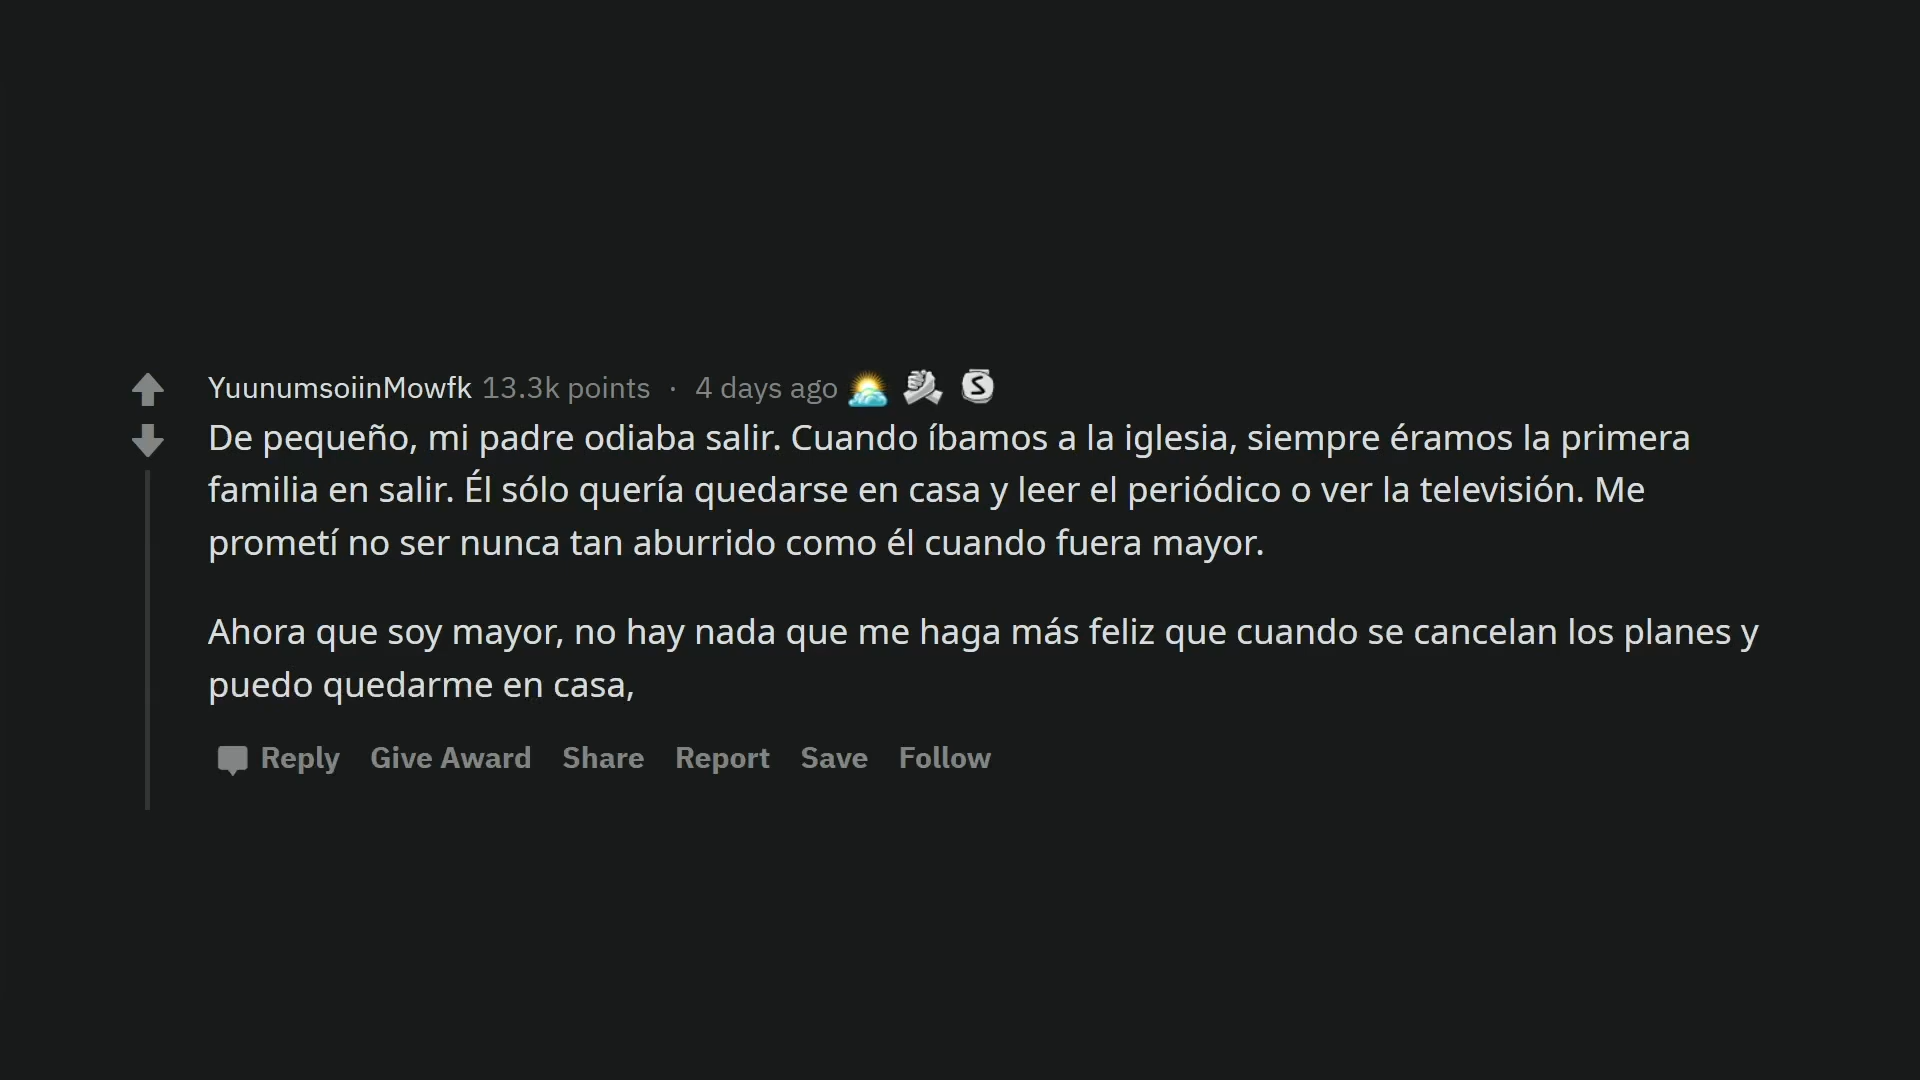 YuunumsoiinMowfk 13.3k points · 4 days ago
De pequeño, mi padre odiaba salir. Cuando íbamos a la iglesia, siempre éramos la primera
familia en salir. Él sólo quería quedarse en casa y leer el periódico o ver la televisión. Me
prometí no ser nunca tan aburrido como él cuando fuera mayor.
Ahora que soy mayor, no hay nada que me haga más feliz que cuando se cancelan los planes y
puedo quedarme en casa,
Reply Give Award Share Report Save Follow